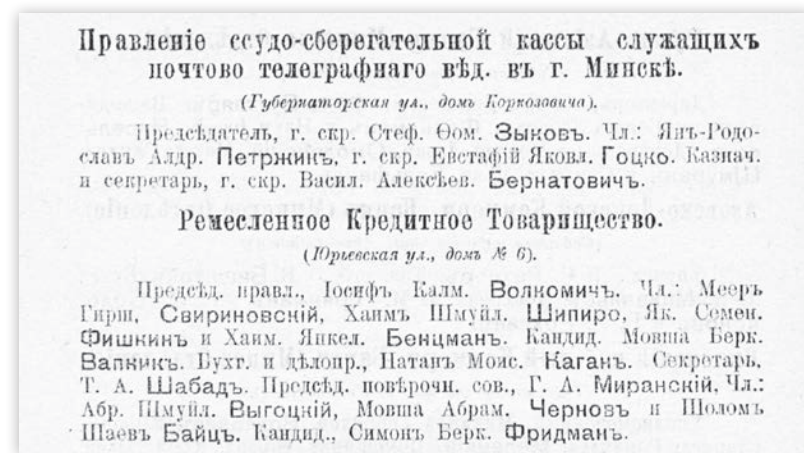 Правленіе ссудо-сберегательной кассы служащихъ
почтово телеграфнаго вѣд. въ г. Минскѣ.
(Губернаторская ул., домъ Коркозовича).
Предсѣдатель, г. скр. Стеф. Ѳом. Зыковъ. Чл.: Янъ-Родо-
славъ Алдр. Петржикъ, г. скр. Евстафій Яковл. Гоцко. Казнач.
и секретарь, г. скр. Васил. Алексѣев. Бернатовичъ.
Ремесленное Кредитное Товарищество.
(Юрьевская ул., домъ № 6).
Предсѣд. правл., Іосифъ Калм. Волкомичъ. Чл.: Мееръ
Гирш, Свириновскій, Хаимъ Шмуйл. Шипиро, Як. Семен.
Фишкинъ и Хаим. Янкел. Бенцманъ. Кандид. Мовша Берк.
Вапникъ. Бухг. и дѣлопр., Натанъ Моис. Каганъ. Секретарь,
Т. А. Шабадъ. Предсѣд. повѣрочн. сов., Г. А. Миранскій, Чл.:
Абр. Шмуйл. Выгоцкій, Мовша Абрам. Черновъ и Шоломъ
Шаевъ Байцъ. Кандид., Симонъ Берк. Фридманъ.